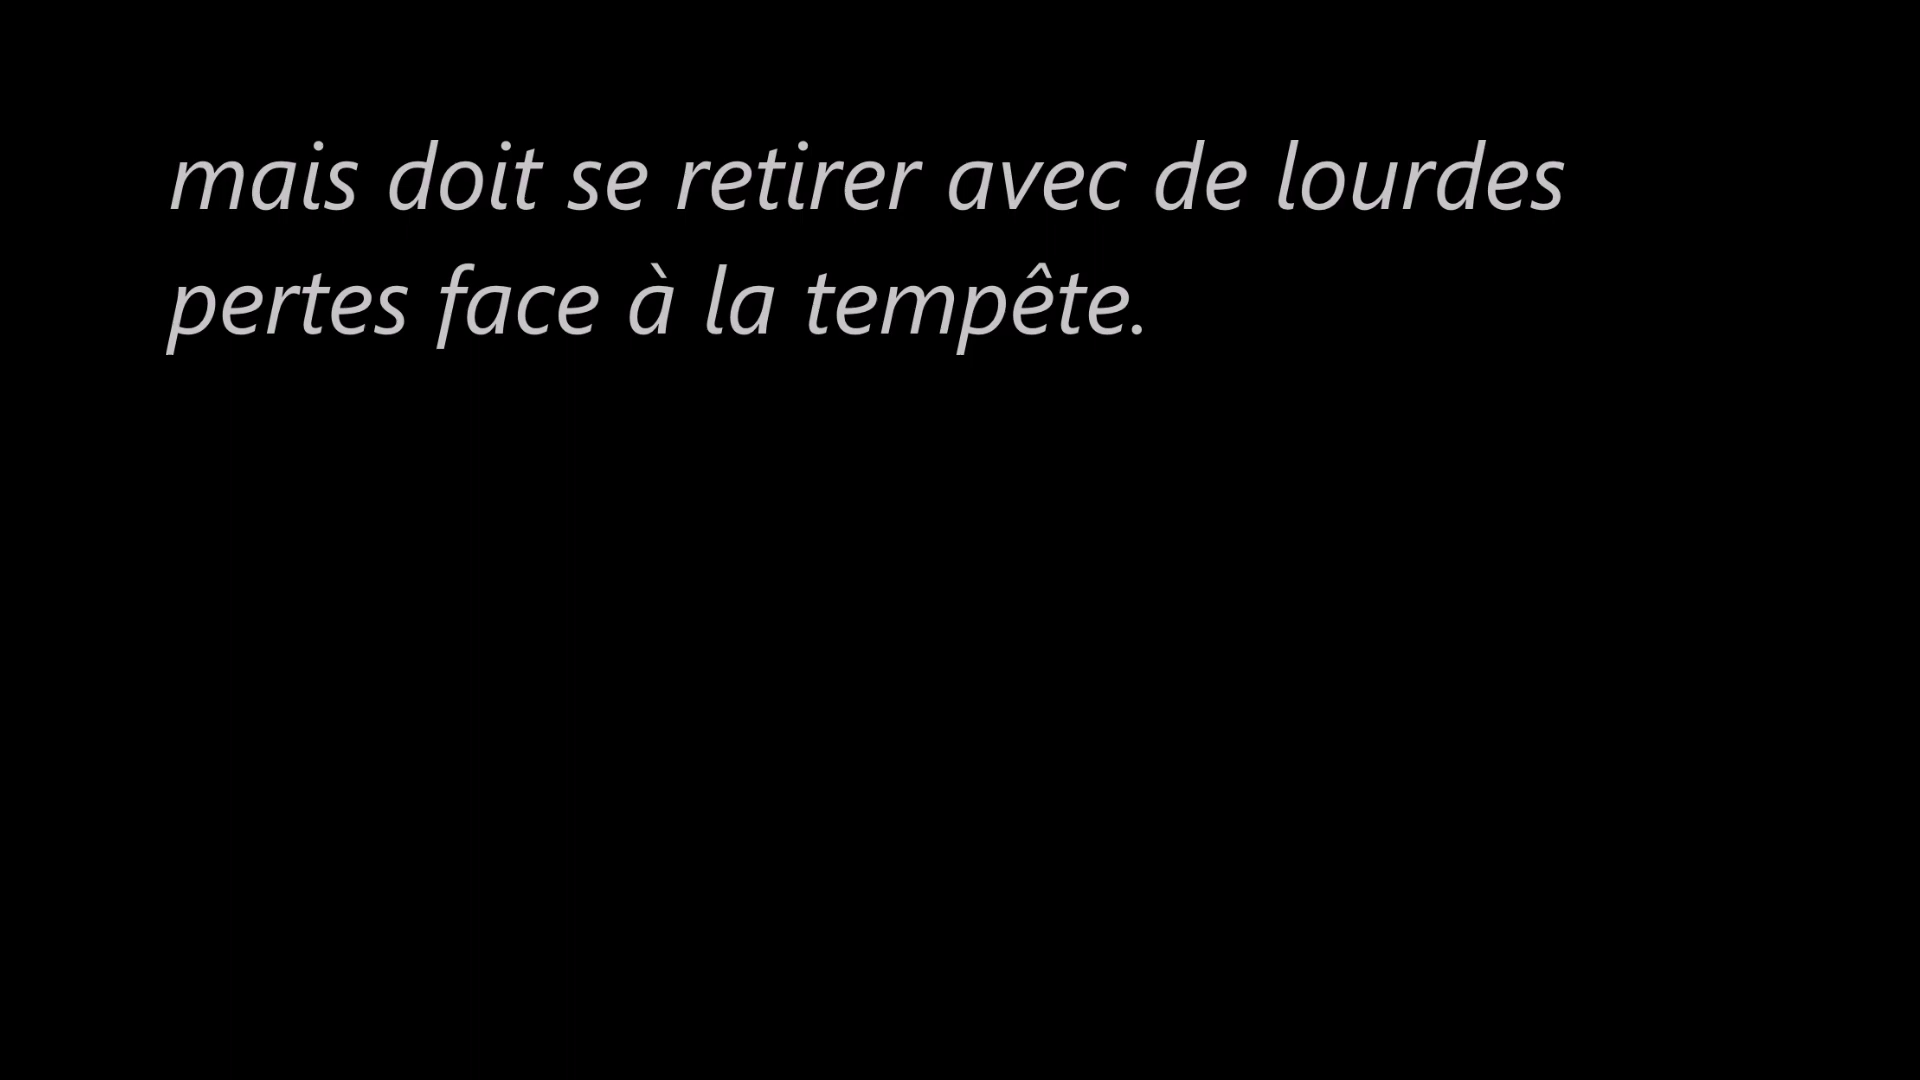 mais doit se retirer avec de lourdes
pertes face à la tempête.